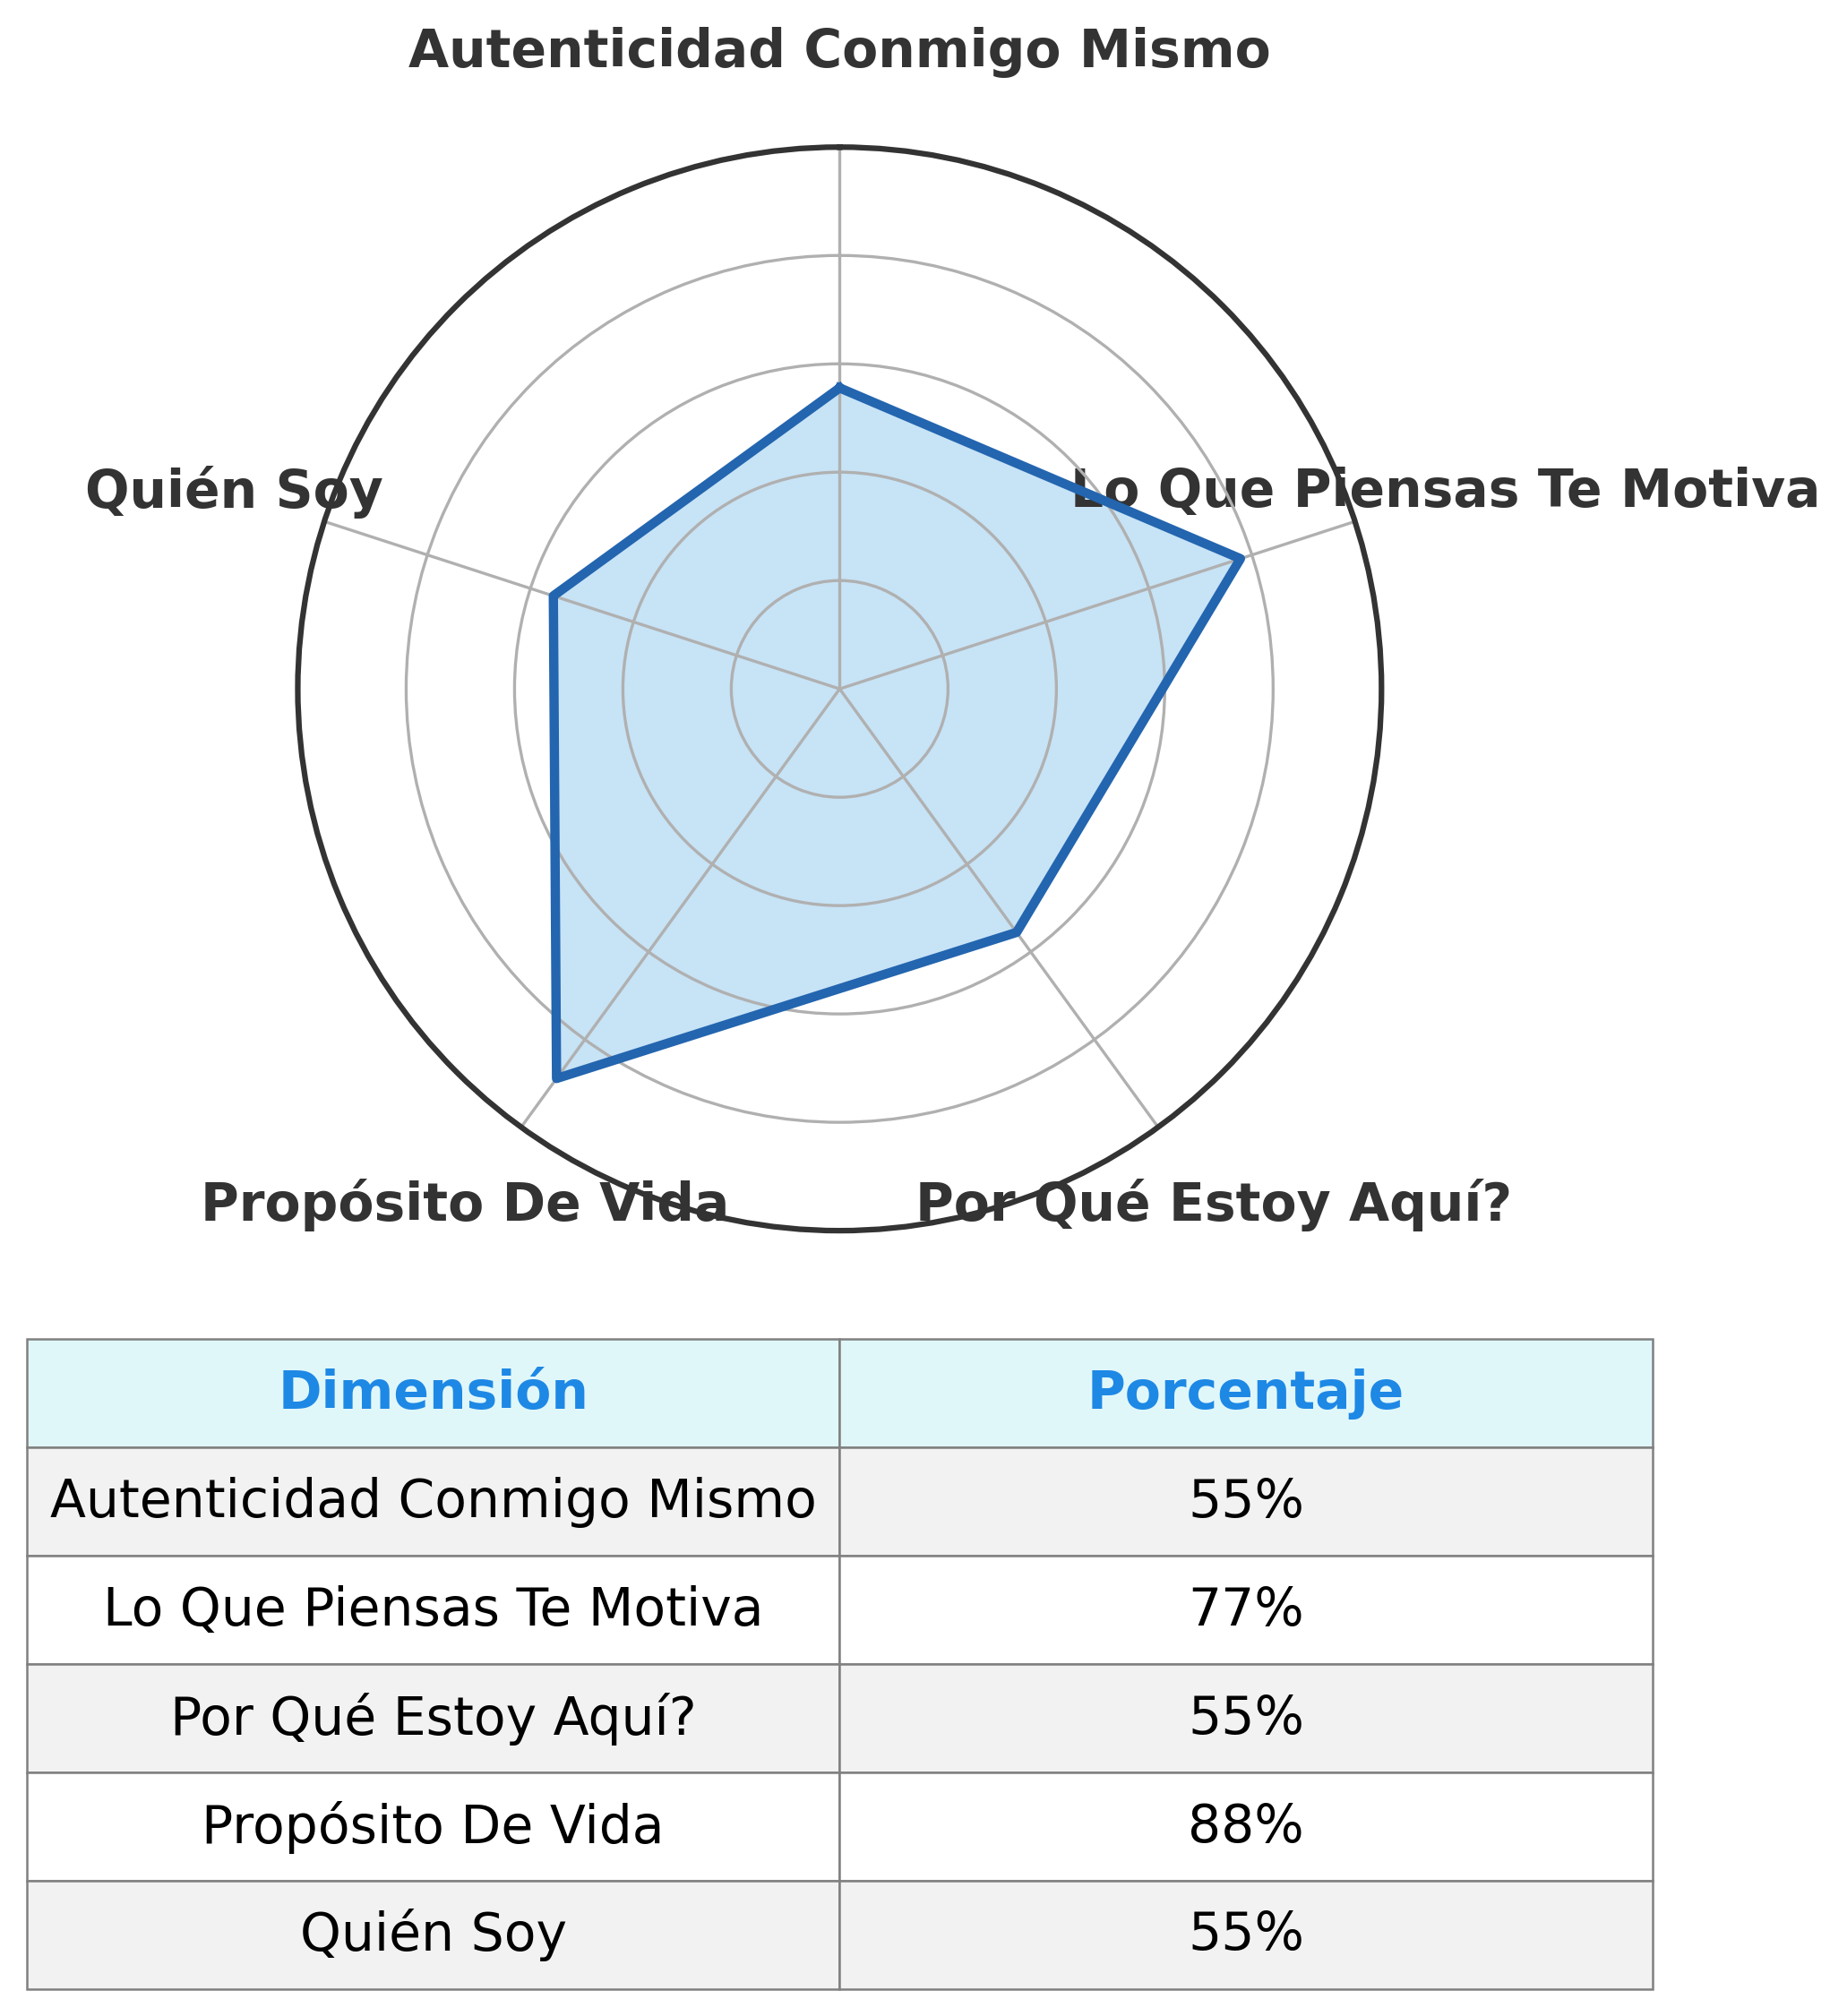 Autenticidad Conmigo Mismo
Quién Soy
Lo Que Piensas Te Motiva
Propósito De Vida
Por Qué Estoy Aquí?
Dimensión Porcentaje
Autenticidad Conmigo Mismo 55%
Lo Que Piensas Te Motiva 77%
Por Qué Estoy Aquí? 55%
Propósito De Vida 88%
Quién Soy 55%